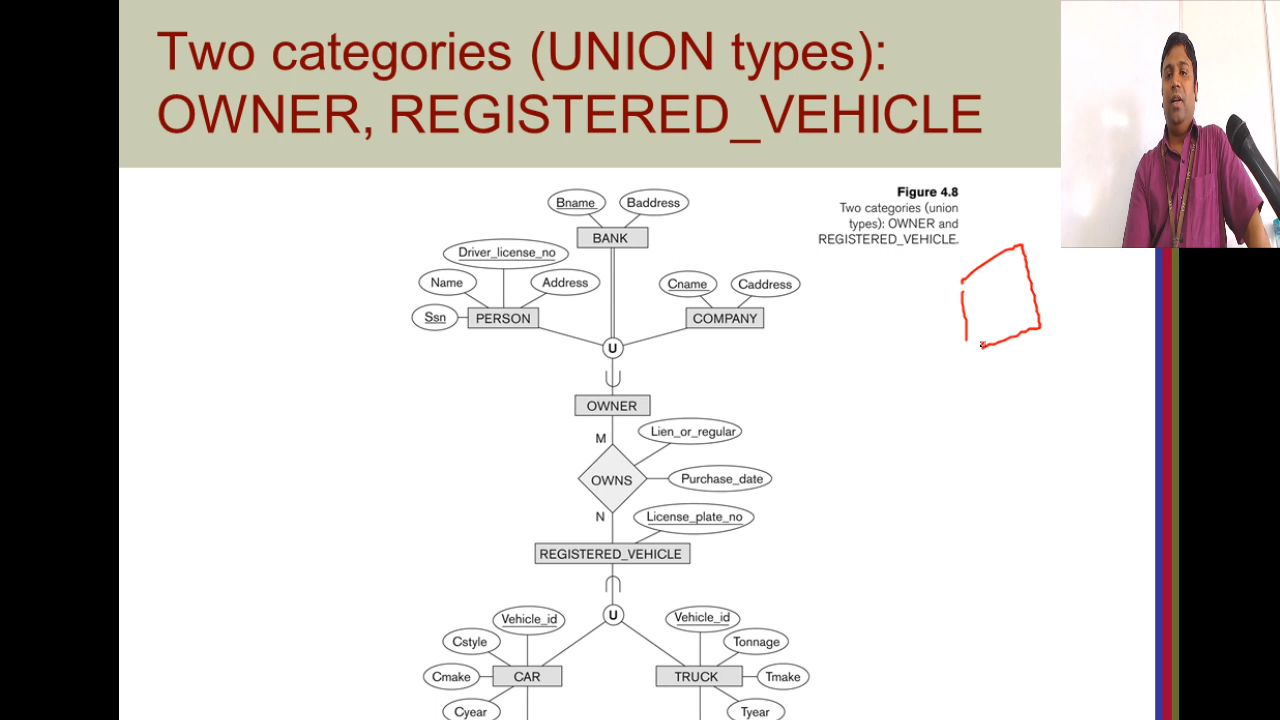 Two categories (UNION types):
OWNER, REGISTERED_VEHICLE
Figure 4.8
Two categories (union
types): OWNER and
REGISTERED_VEHICLE.
Bname
Baddress
BANK
Driver_license_no
Name
Address
Cname
Caddress
Ssn
PERSON
COMPANY
U
OWNER
M
Lien_or_regular
OWNS
Purchase_date
N
License_plate_no
REGISTERED_VEHICLE
U
Vehicle_id
Vehicle_id
Cstyle
Tonnage
Cmake
CAR
TRUCK
Tmake
Cyear
Tyear